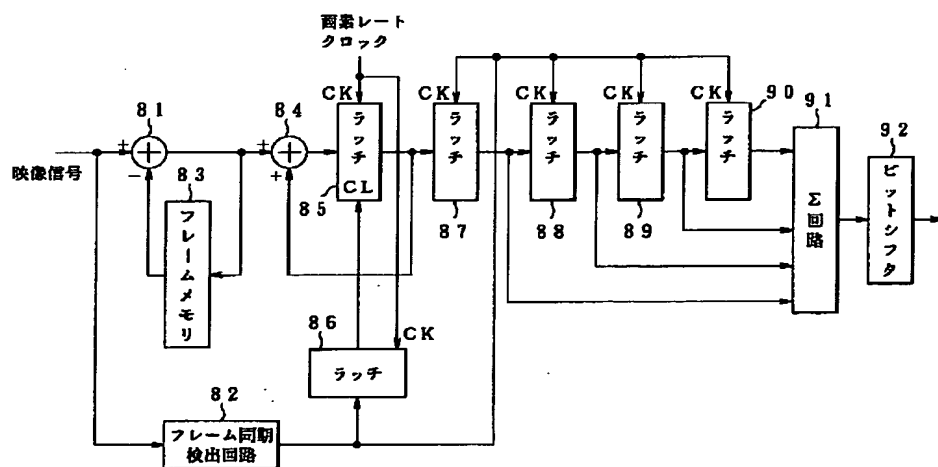 画素レート
クロック
映像信号
81
+
-
83
フレームメモリ
84
+
+
CK
ラッチ
CL
85
CK
ラッチ
87
CK
ラッチ
88
CK
ラッチ
89
CK
ラッチ
90
91
Σ回路
92
ビットシフタ
86
CK
ラッチ
82
フレーム同期
検出回路